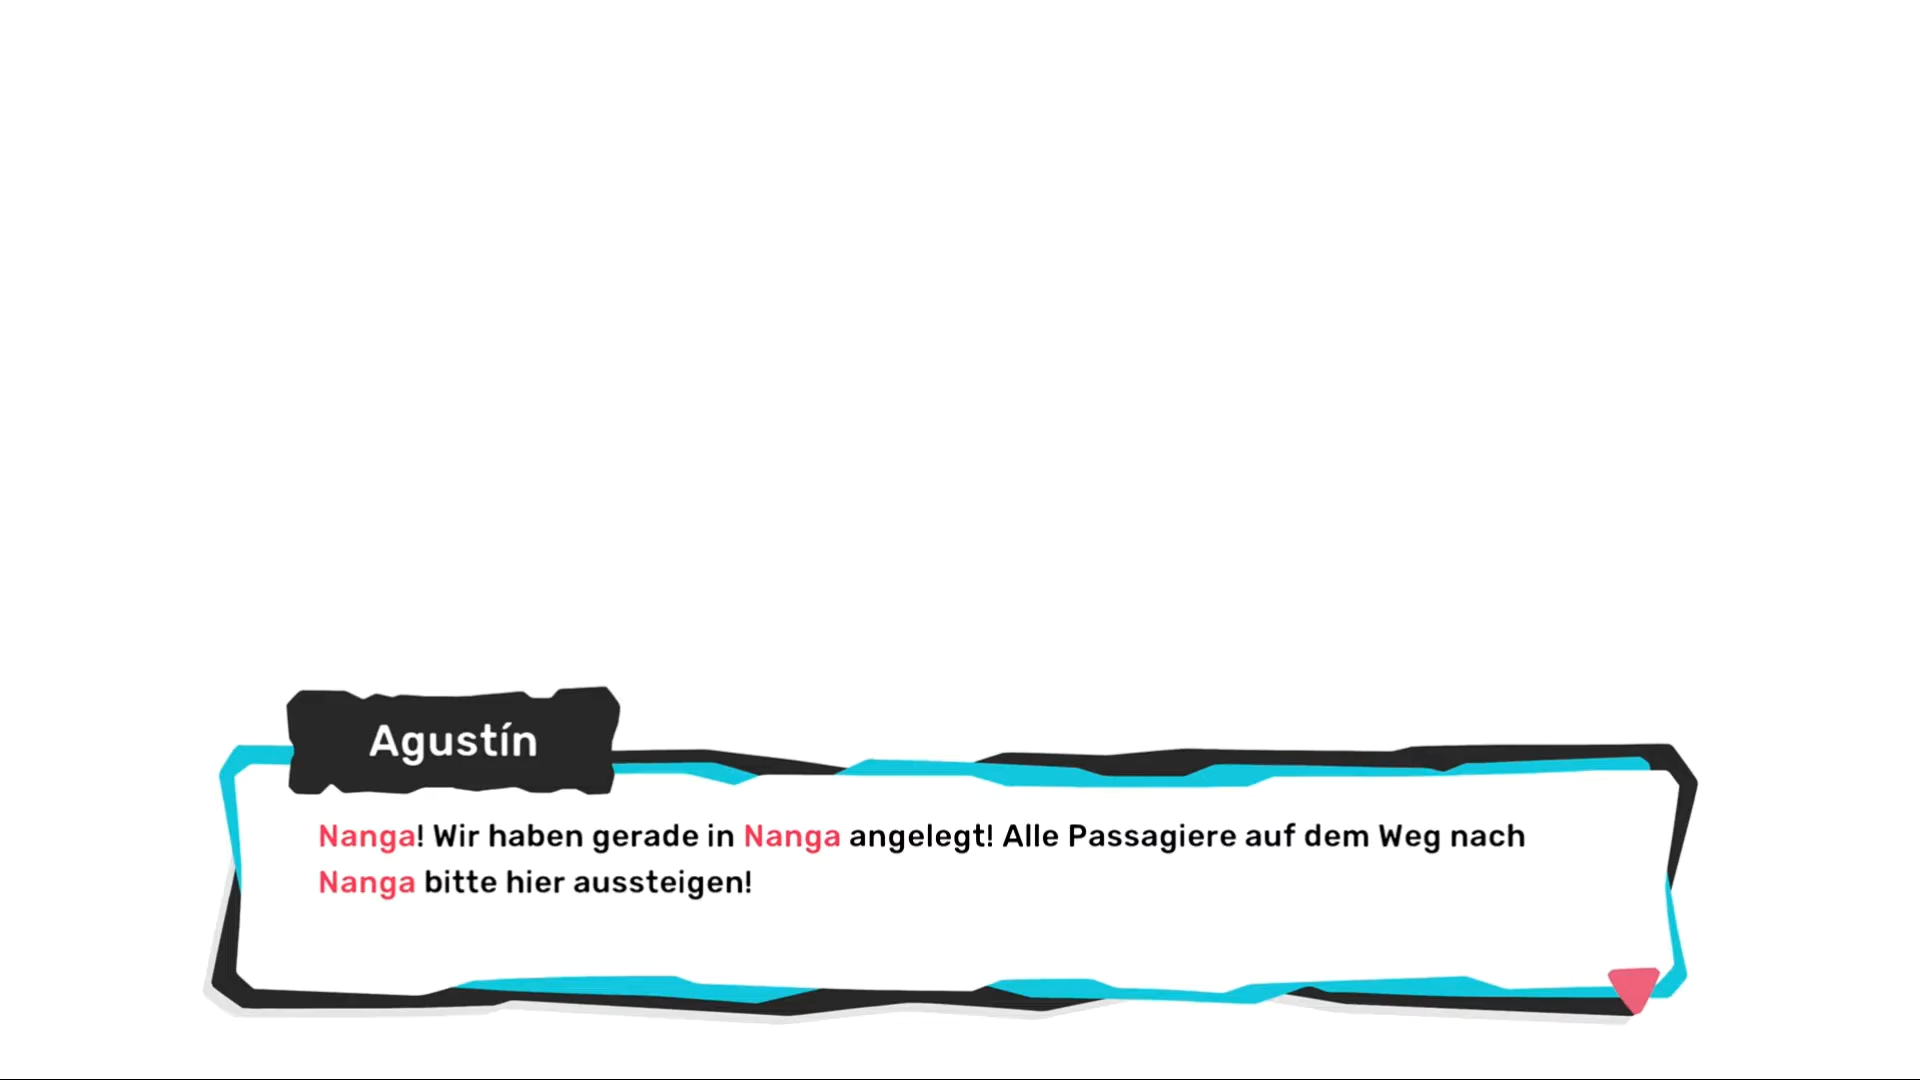 Agustín
Nanga! Wir haben gerade in Nanga angelegt! Alle Passagiere auf dem Weg nach
Nanga bitte hier aussteigen!